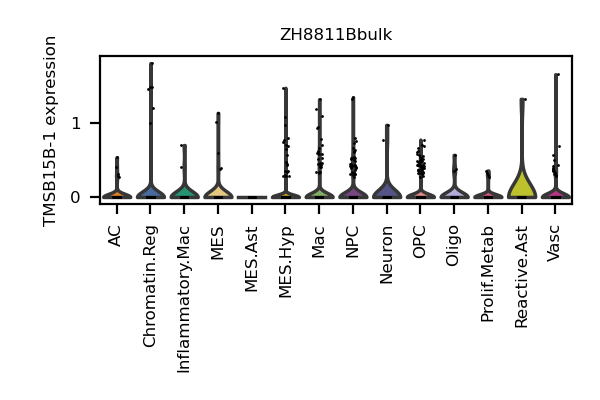 ZH8811Bbulk
TMSB15B-1 expression
1
0
AC
Chromatin.Reg
Inflammatory.Mac
MES
MES.Ast
MES.Hyp
Mac
NPC
Neuron
OPC
Oligo
Prolif.Metab
Reactive.Ast
Vasc